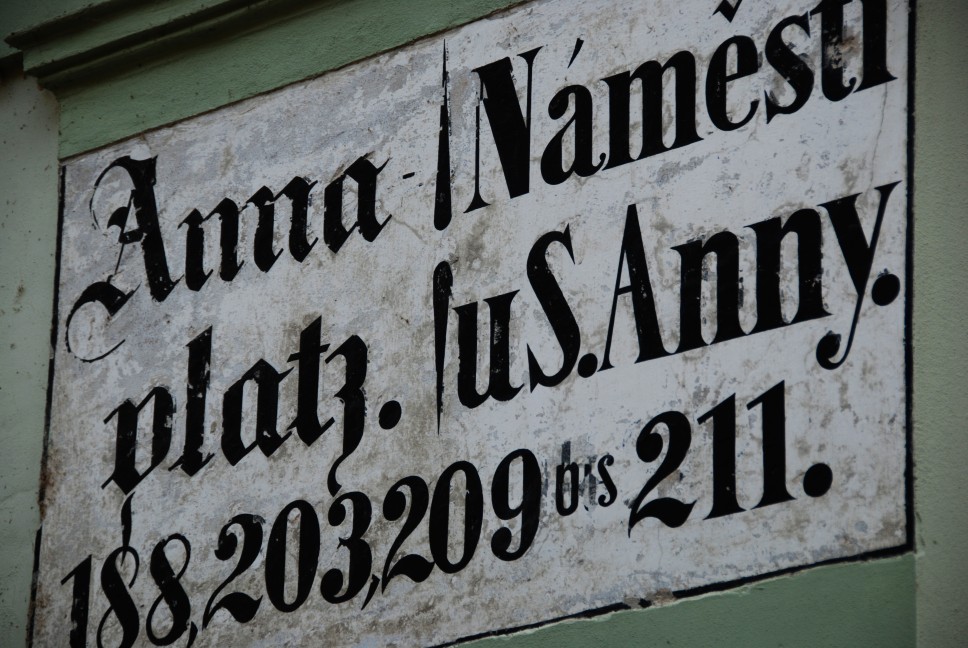 Anna- Náměstí
platz. u S. Anny.
188, 203, 209 bis 211.